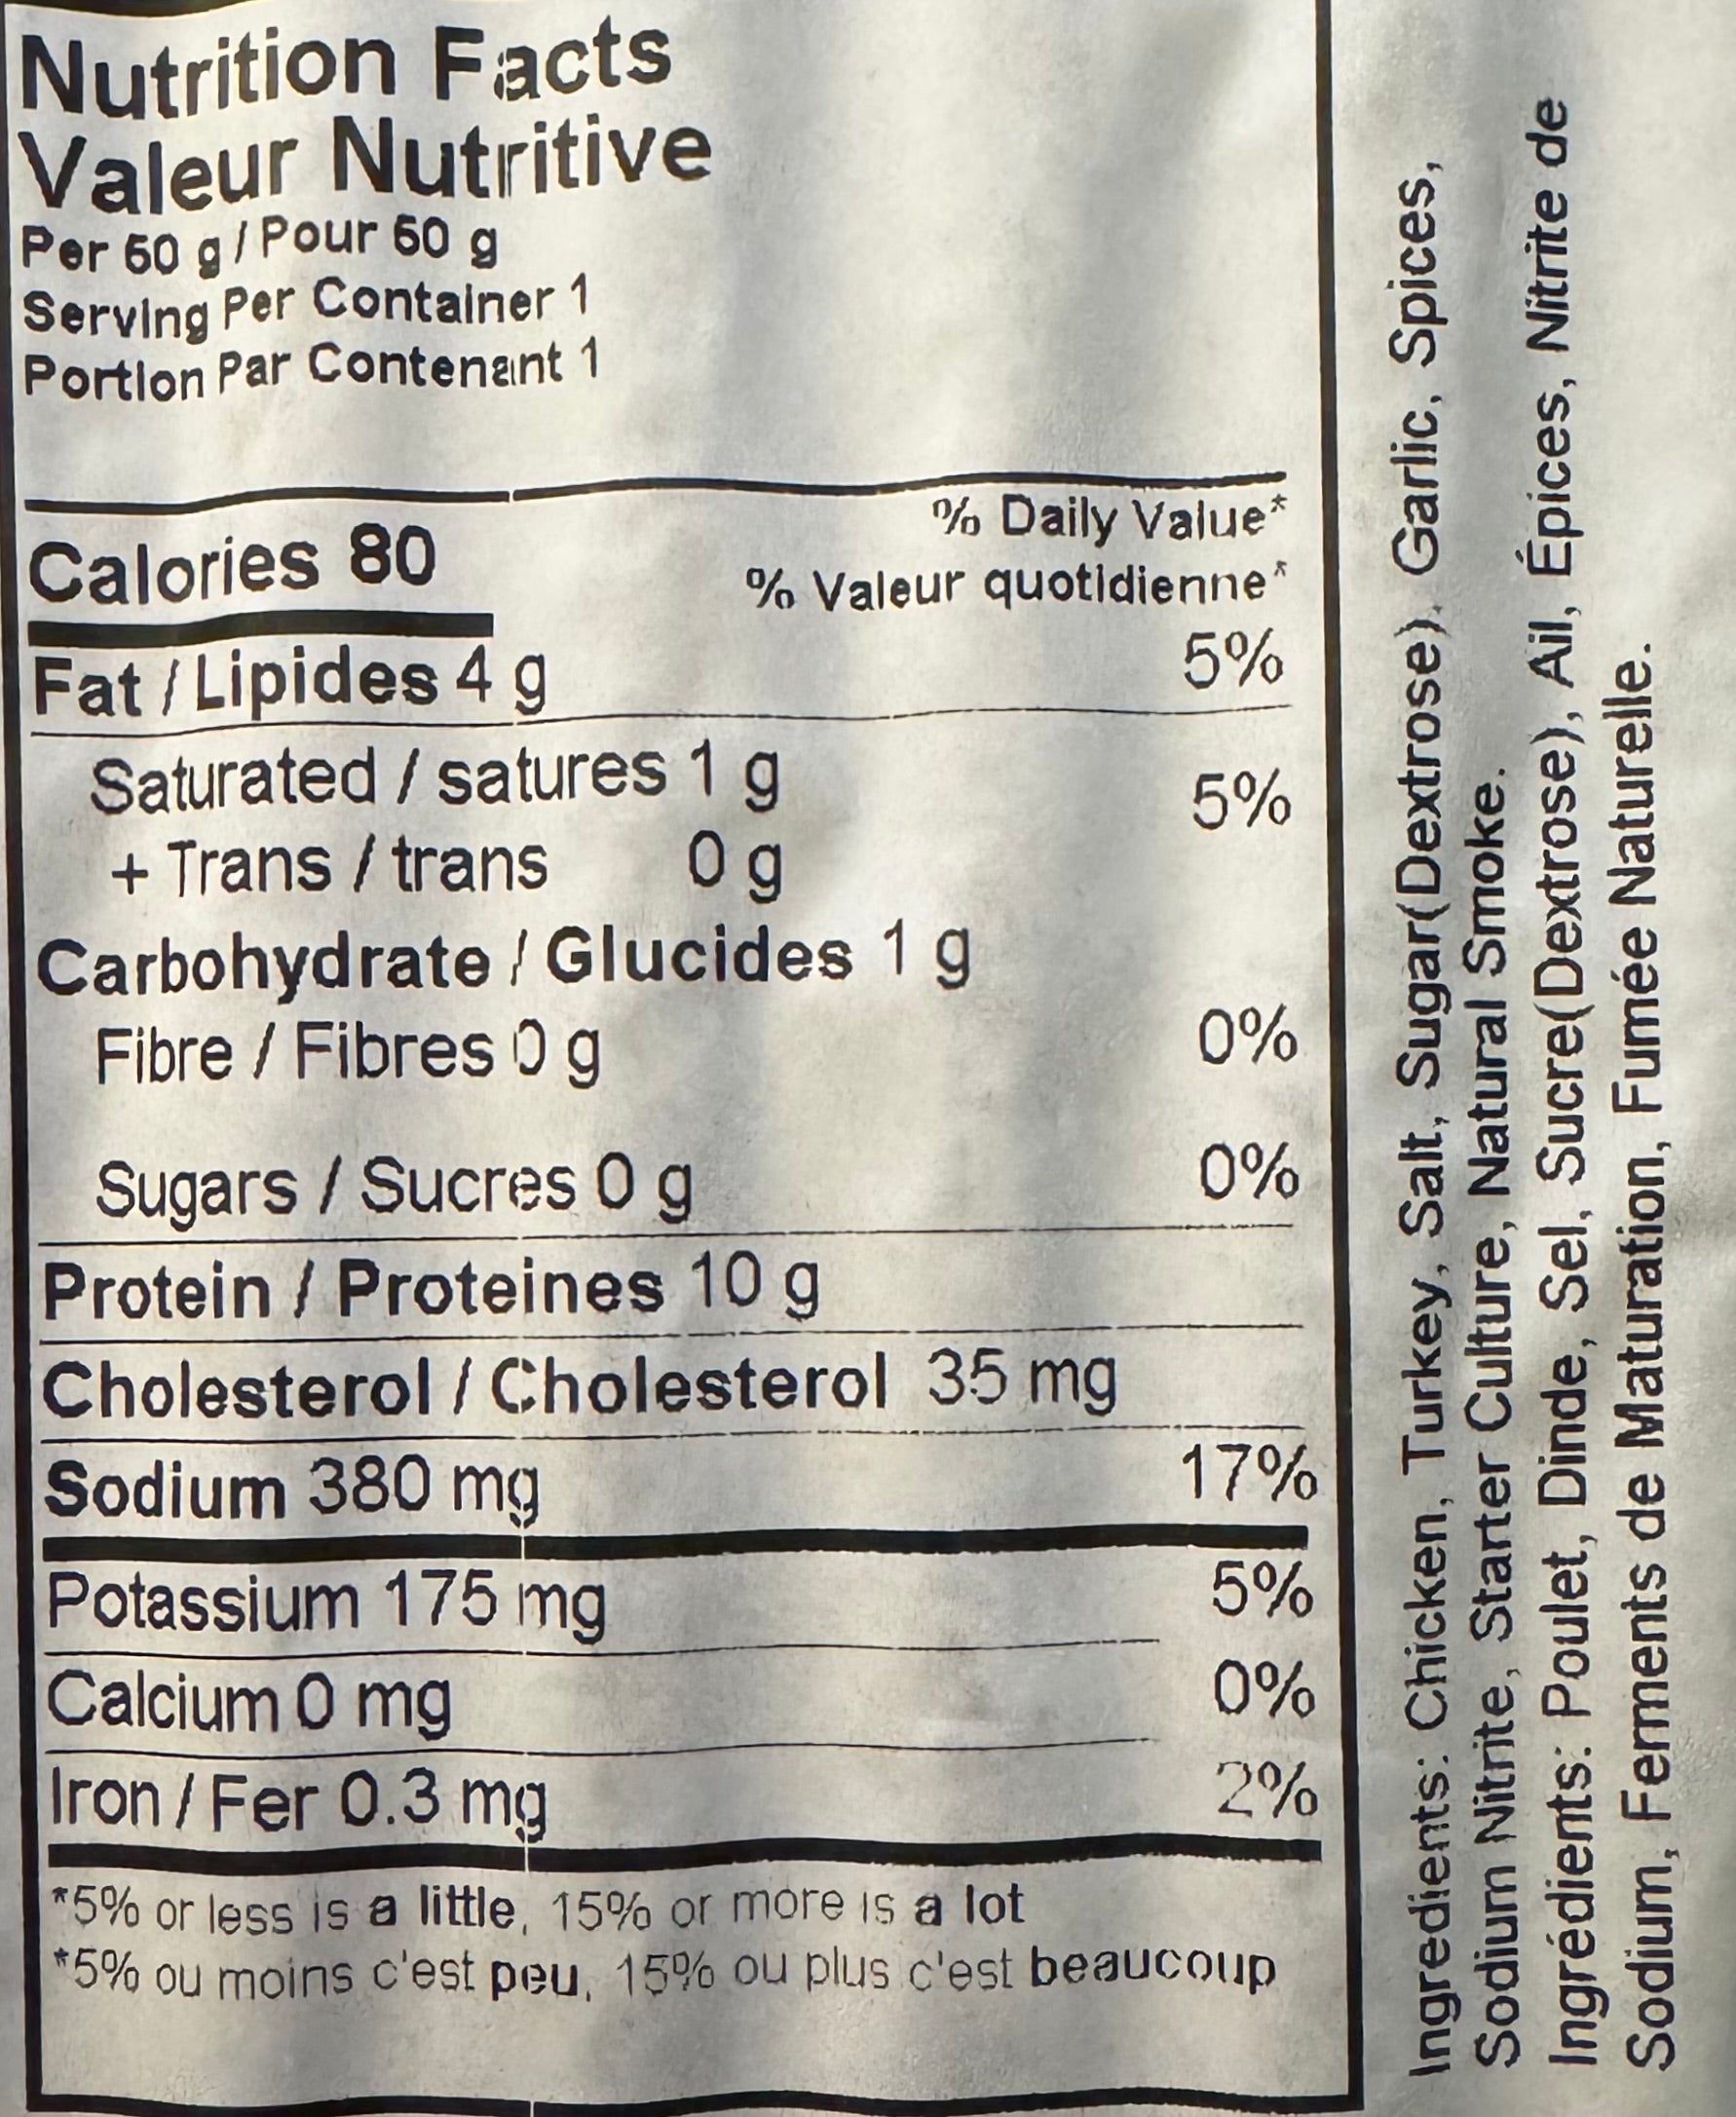 Nutrition Facts
Valeur Nutritive
Per 60 g / Pour 60 g
Serving Per Container 1
Portion Par Contenant 1
% Daily Value*
Calories 80
% Valeur quotidienne*
Fat / Lipides 4 g 5%
Saturated / satures 1 g 5%
+ Trans / trans 0 g
Carbohydrate / Glucides 1 g
Fibre / Fibres 0 g 0%
Sugars / Sucres 0 g 0%
Protein / Proteines 10 g
Cholesterol / Cholesterol 35 mg
Sodium 380 mg 17%
Potassium 175 mg 5%
Calcium 0 mg 0%
Iron / Fer 0.3 mg 2%
*5% or less is a little, 15% or more is a lot
*5% ou moins c'est peu, 15% ou plus c'est beaucoup
Ingredients: Chicken, Turkey, Salt, Sugar(Dextrose), Garlic, Spices,
Sodium Nitrite, Starter Culture, Natural Smoke.
Ingrédients: Poulet, Dinde, Sel, Sucre(Dextrose), Ail, Épices, Nitrite de
Sodium, Ferments de Maturation, Fumée Naturelle.